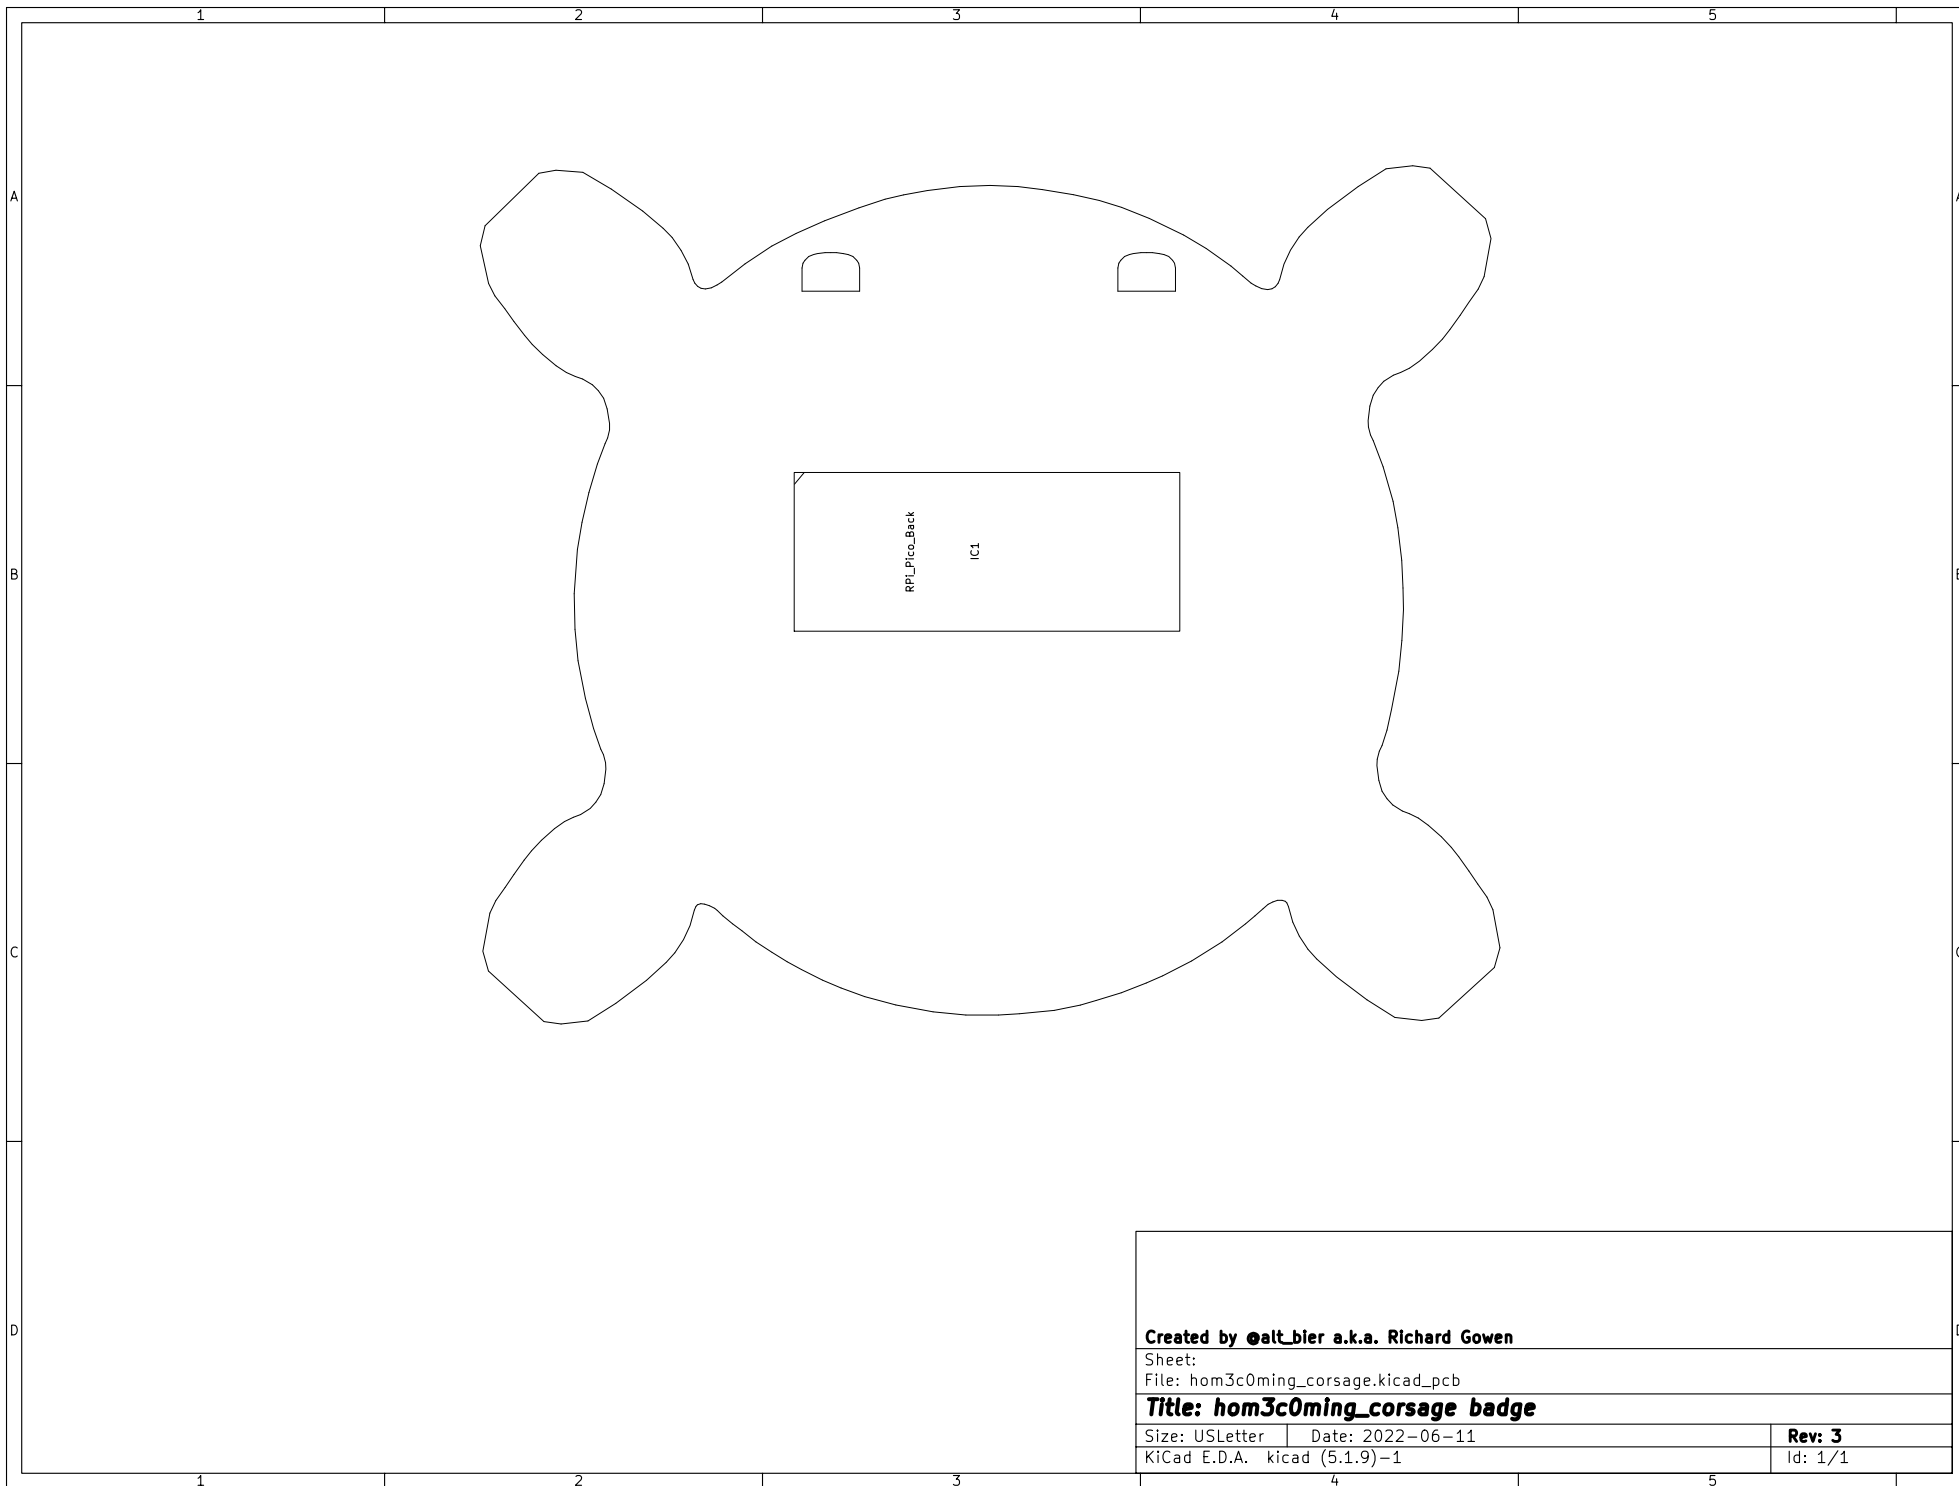 1 2 3 4 5
A A
RPi_Pico_Back
IC1
B B
C
D
Created by @alt_bier a.k.a. Richard Gowen
Sheet:
File: hom3c0ming_corsage.kicad_pcb
Title: hom3c0ming_corsage badge
Size: USLetter Date: 2022-06-11 Rev: 3
KiCad E.D.A. kicad (5.1.9)-1 Id: 1/1
1 2 3 4 5